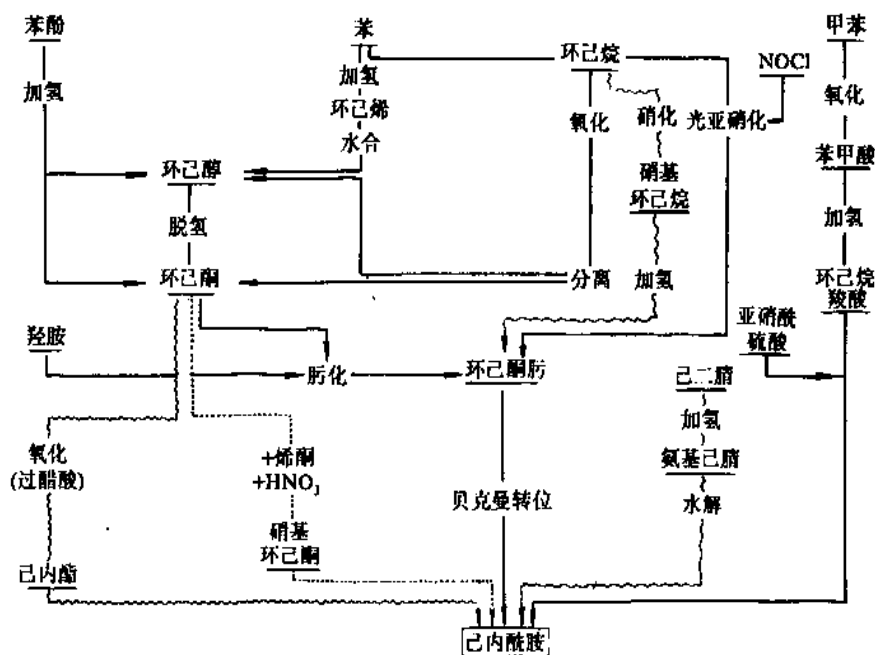 苯酚
苯
环己烷
甲苯
NOCl
加氢
加氢
环己烯
水合
氧化
硝化
光亚硝化
氧化
苯甲酸
环己醇
硝基
环己烷
加氢
脱氢
环己酮
分离
加氢
环己烷
羧酸
亚硝酰
硫酸
羟胺
肟化
环己酮肟
己二腈
加氢
氨基己腈
水解
氧化
(过醋酸)
+烯酮
+HNO₃
贝克曼转位
硝基
环己酮
己内酯
己内酰胺